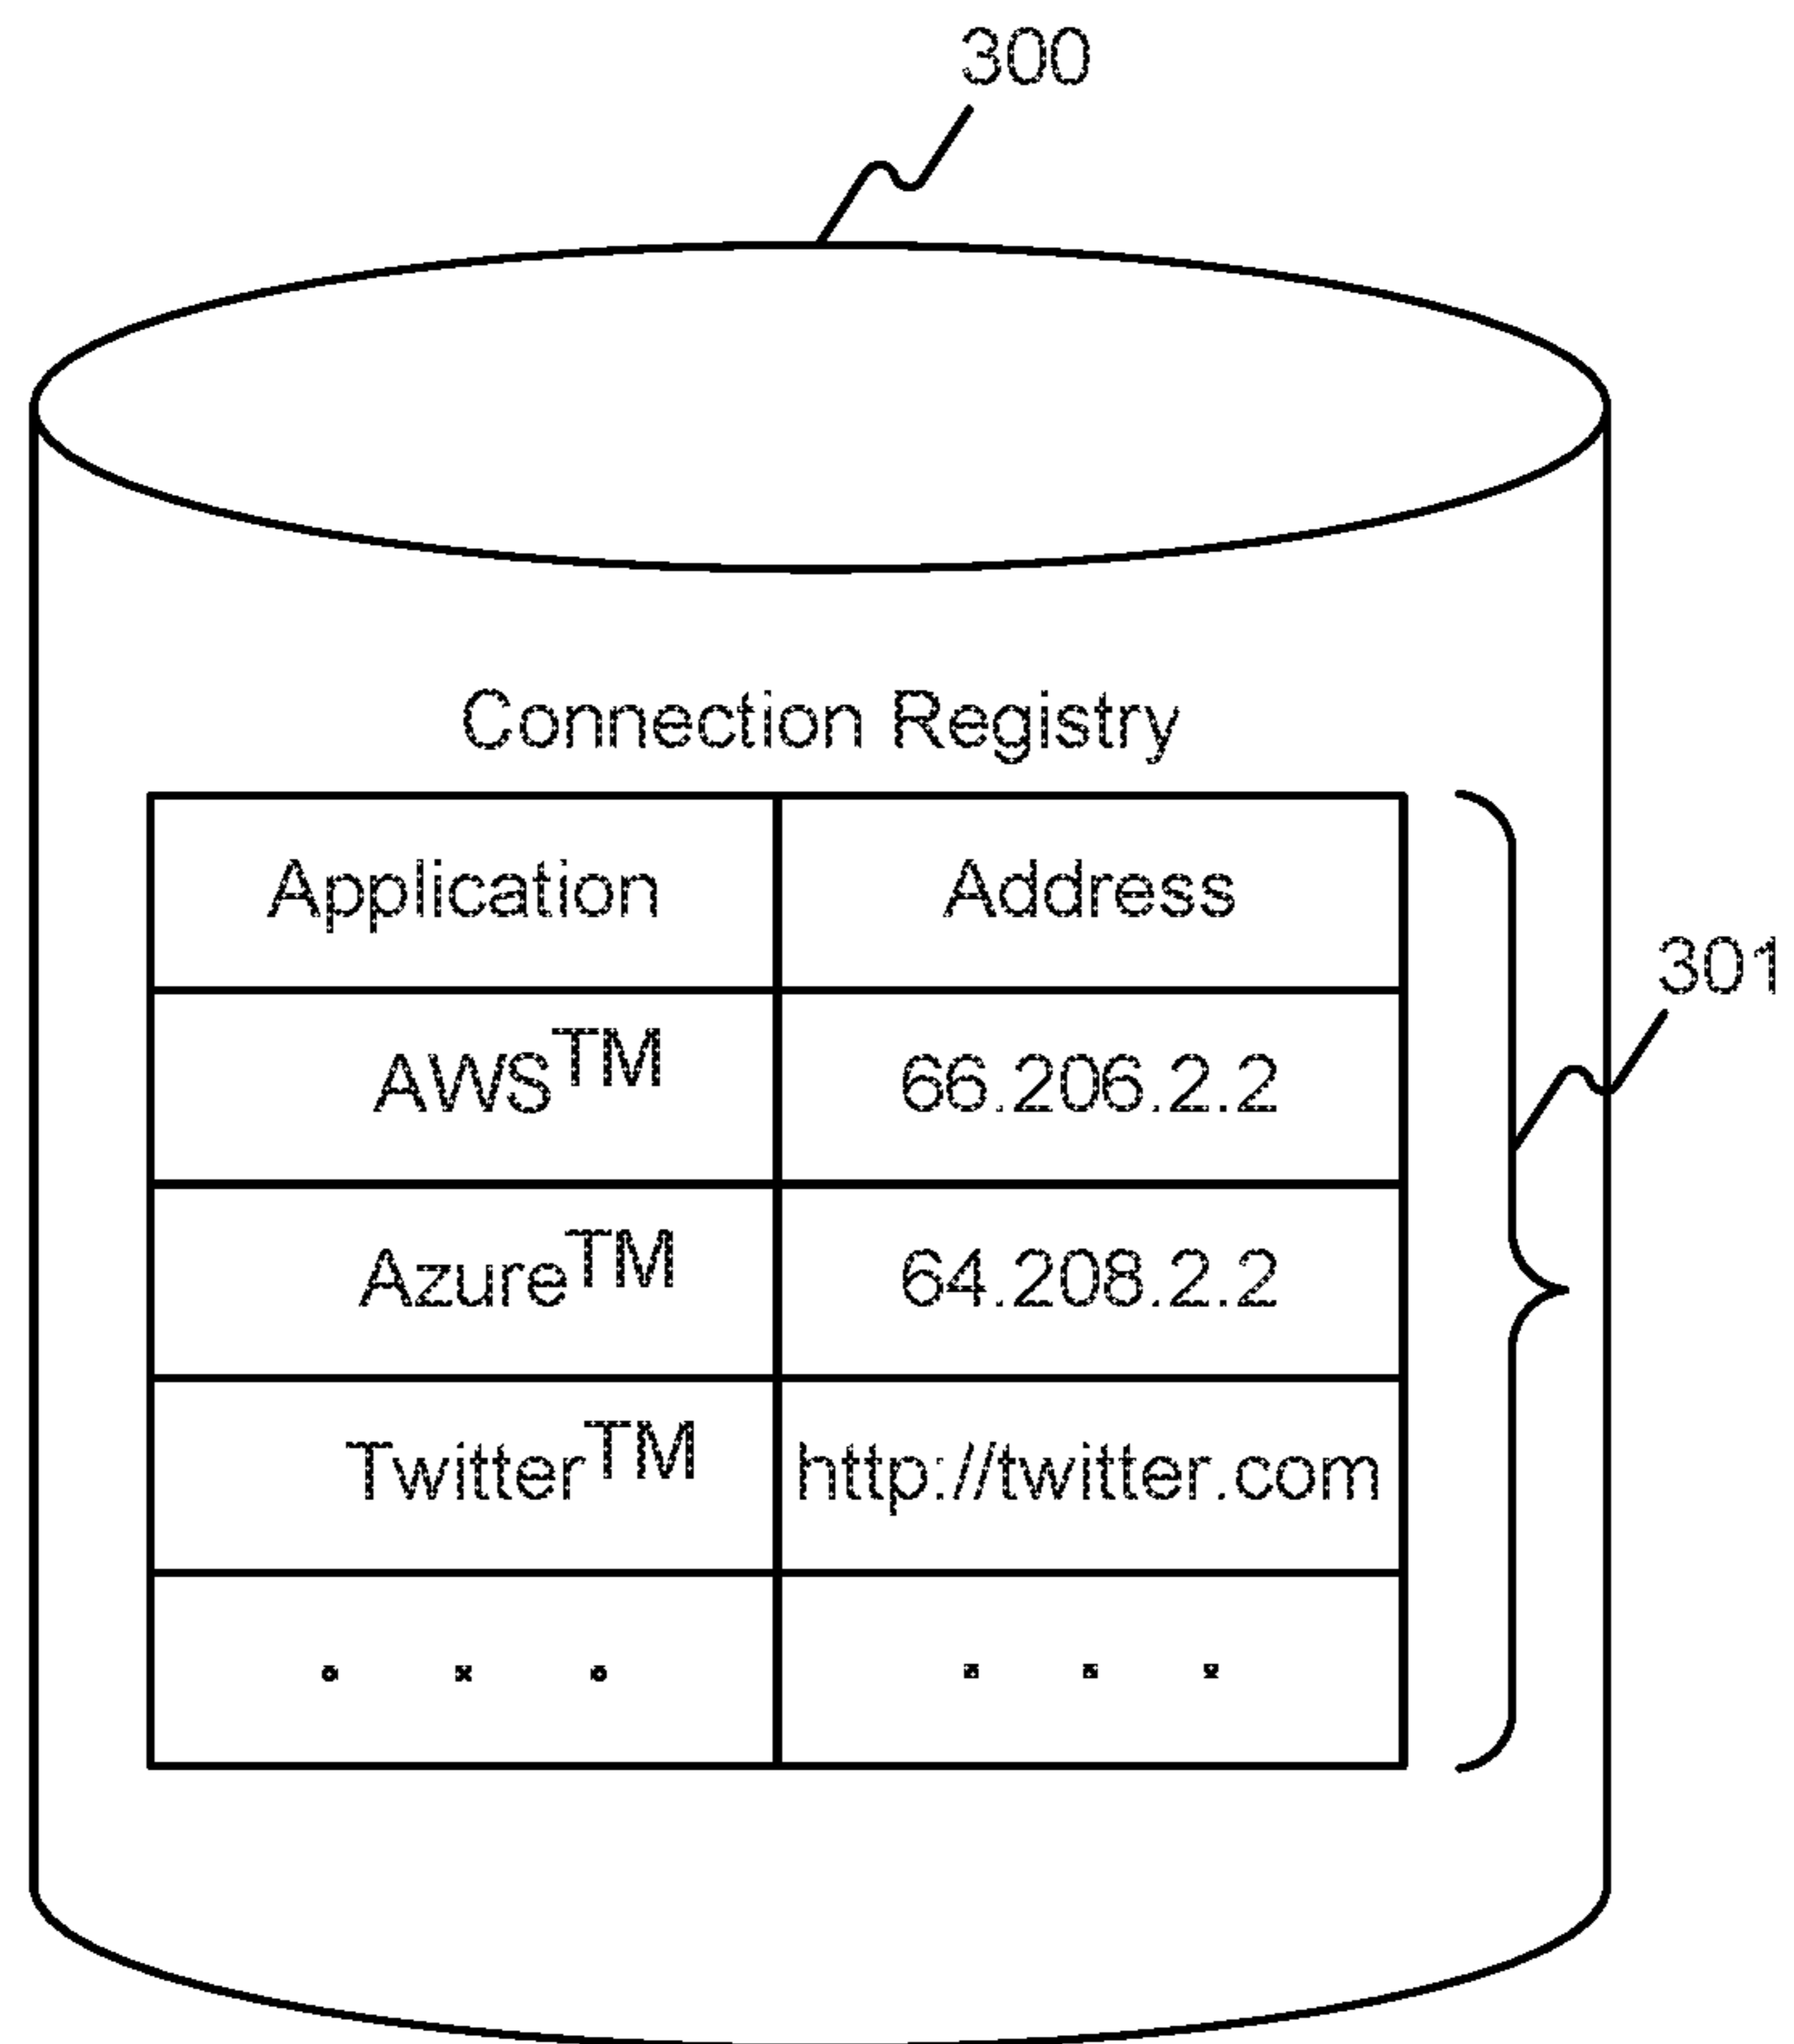 300
Connection Registry
Application Address
301
AWS™ 66.206.2.2
Azure™ 64.208.2.2
Twitter™ http://twitter.com
. . . . . .